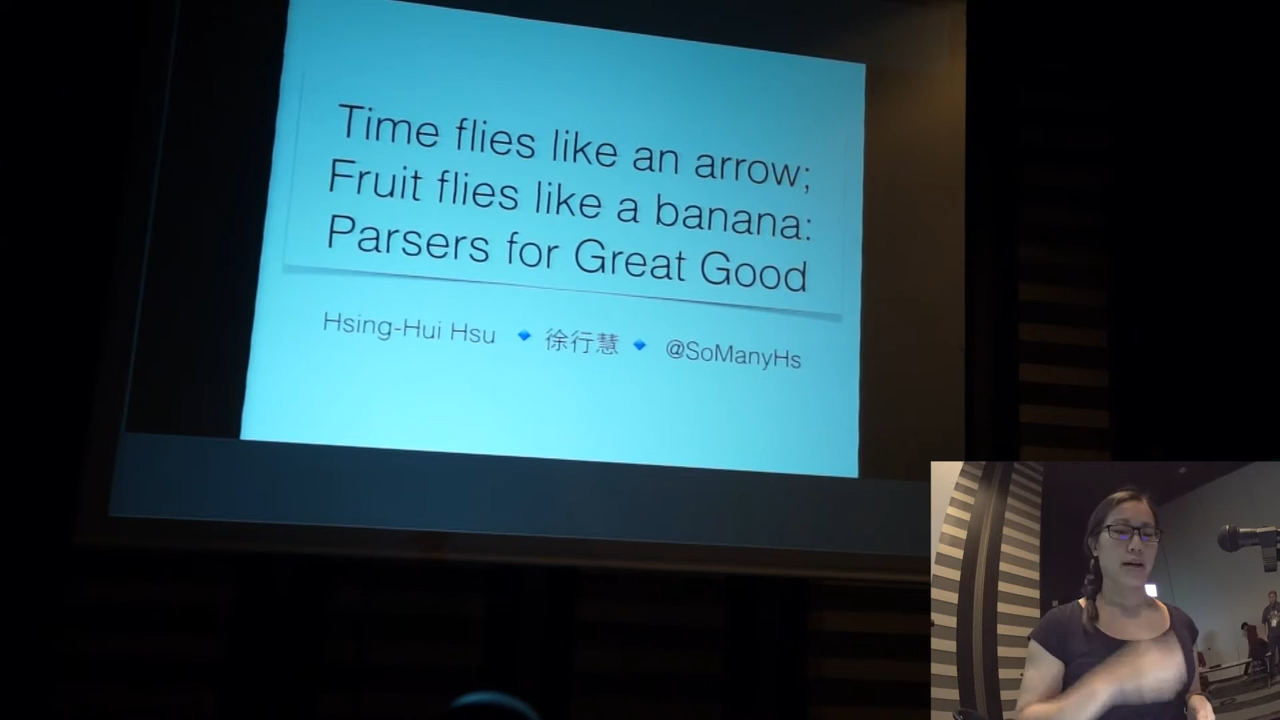 Time flies like an arrow;
Fruit flies like a banana:
Parsers for Great Good
Hsing-Hui Hsu 🔹 徐行慧 🔹 @SoManyHs